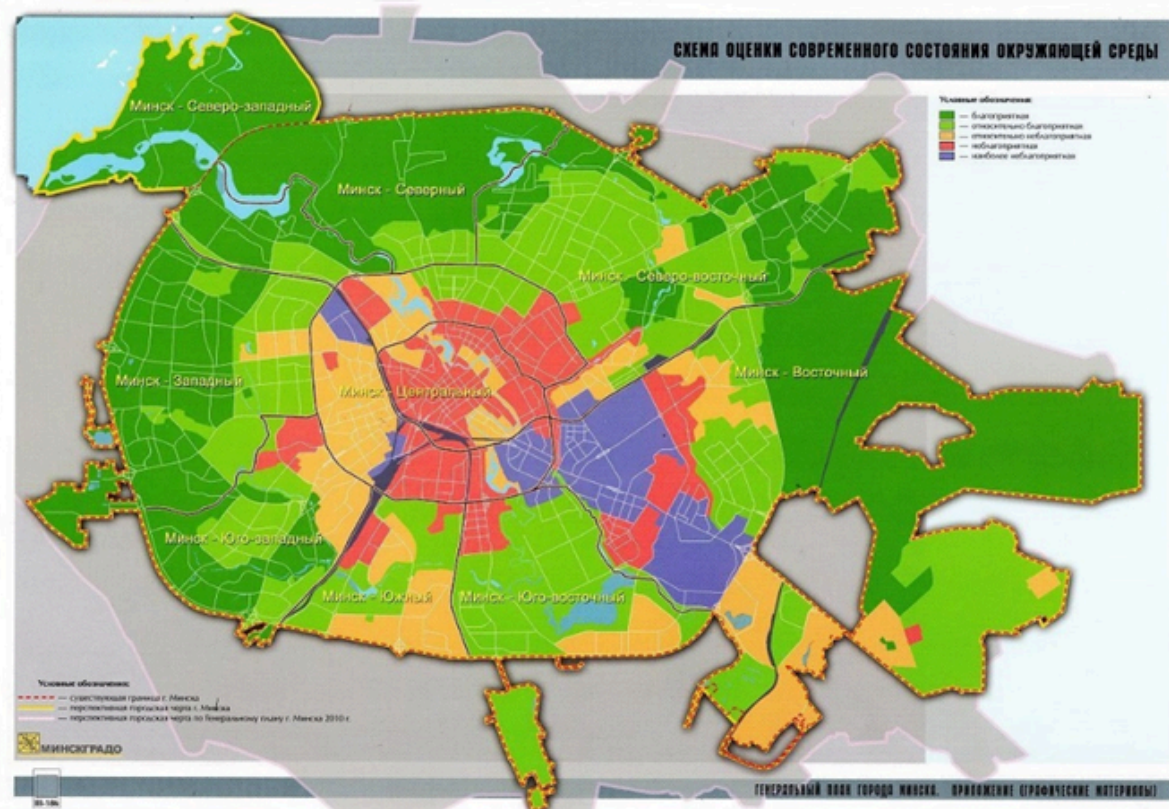 СХЕМА ОЦЕНКИ СОВРЕМЕННОГО СОСТОЯНИЯ ОКРУЖАЮЩЕЙ СРЕДЫ
Условные обозначения:
— благоприятная
— относительно благоприятная
— относительно неблагоприятная
— неблагоприятная
— наиболее неблагоприятная
Минск - Северо-западный
Минск - Северный
Минск - Северо-восточный
Минск - Западный
Минск - Центральный
Минск - Восточный
Минск - Юго-западный
Минск - Южный
Минск - Юго-восточный
Условные обозначения:
— существующая граница г. Минска
— перспективная городская черта г. Минска
— перспективная городская черта по Генеральному плану г. Минска 2010 г.
МИНСКГРАДО
ГЕНЕРАЛЬНЫЙ ПЛАН ГОРОДА МИНСКА. ПРИЛОЖЕНИЕ (ГРАФИЧЕСКИЕ МАТЕРИАЛЫ)